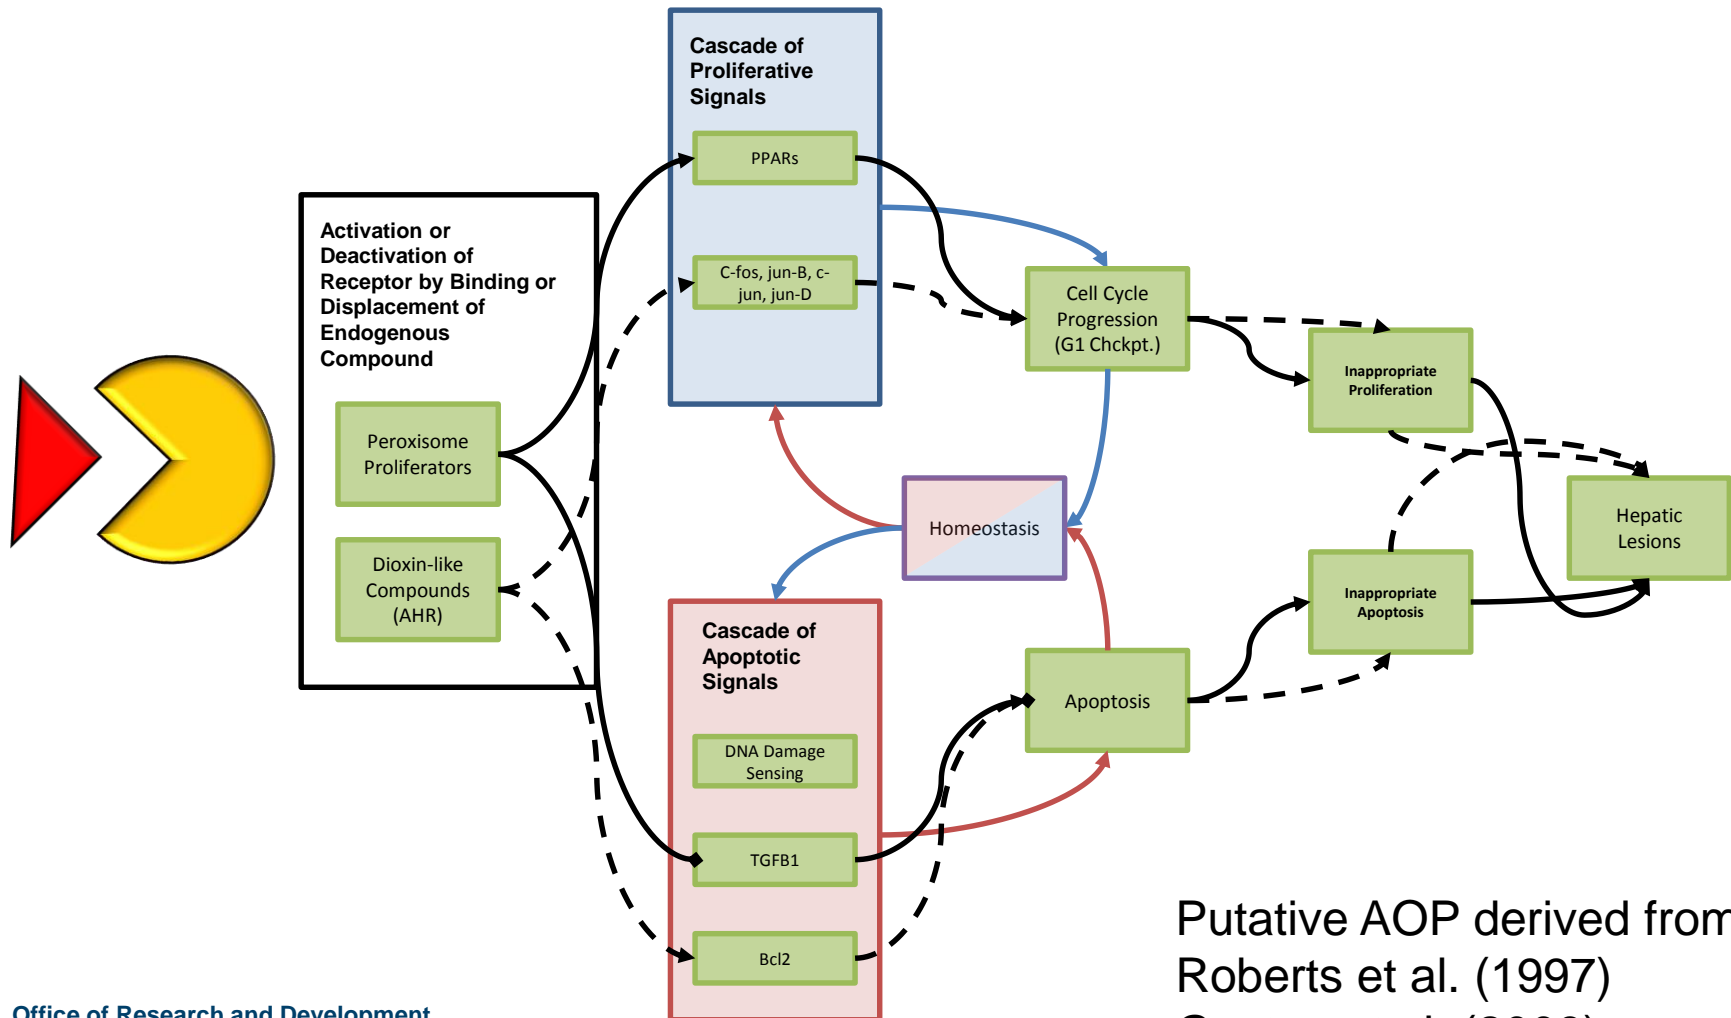 Cascade of
Proliferative
Signals
PPARs
C-fos, jun-B, c-
jun, jun-D
Activation or
Deactivation of
Receptor by Binding or
Displacement of
Endogenous
Compound
Peroxisome
Proliferators
Dioxin-like
Compounds
(AHR)
Cell Cycle
Progression
(G1 Chckpt.)
Inappropriate
Proliferation
Homeostasis
Hepatic
Lesions
Inappropriate
Apoptosis
Cascade of
Apoptotic
Signals
Apoptosis
DNA Damage
Sensing
TGFB1
Bcl2
Putative AOP derived from
Roberts et al. (1997)
Office of Research and Development